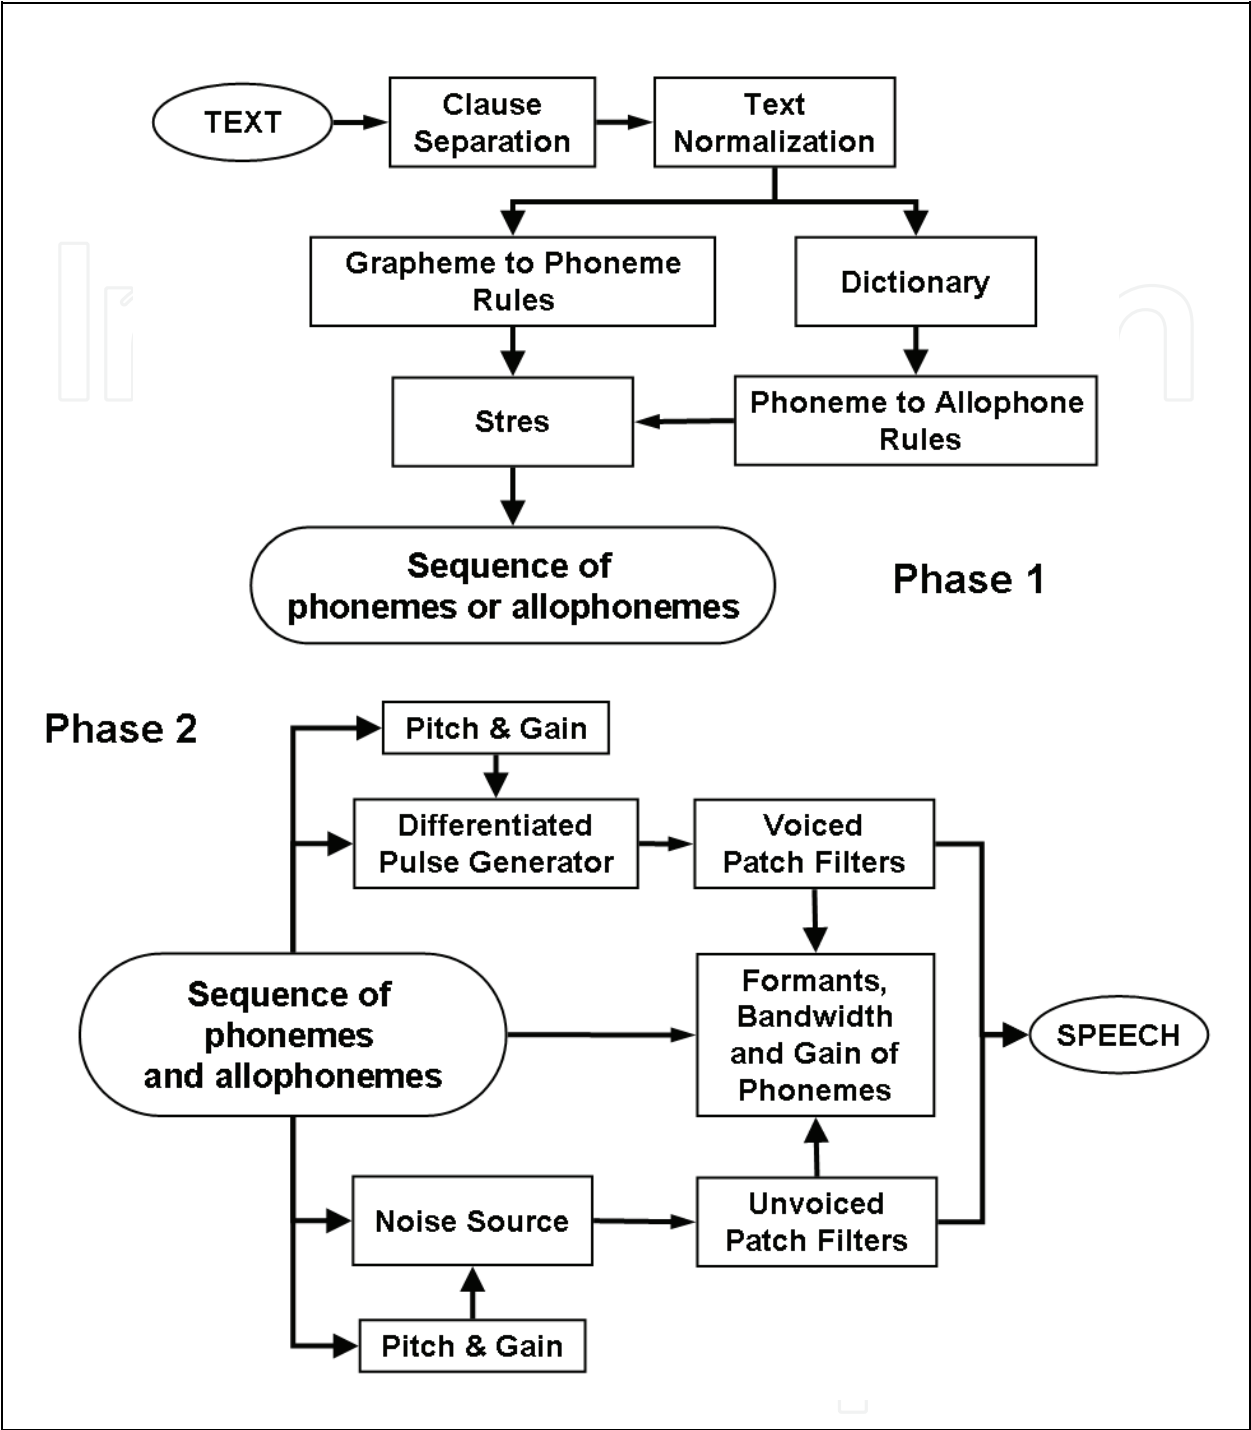 TEXT
Clause
Separation
Text
Normalization
Grapheme to Phoneme
Rules
Dictionary
Stres
Phoneme to Allophone
Rules
Sequence of
phonemes or allophonemes
Phase 1
Phase 2
Pitch & Gain
Differentiated
Pulse Generator
Voiced
Patch Filters
Sequence of
phonemes
and allophonemes
Formants,
Bandwidth
and Gain of
Phonemes
SPEECH
Noise Source
Unvoiced
Patch Filters
Pitch & Gain